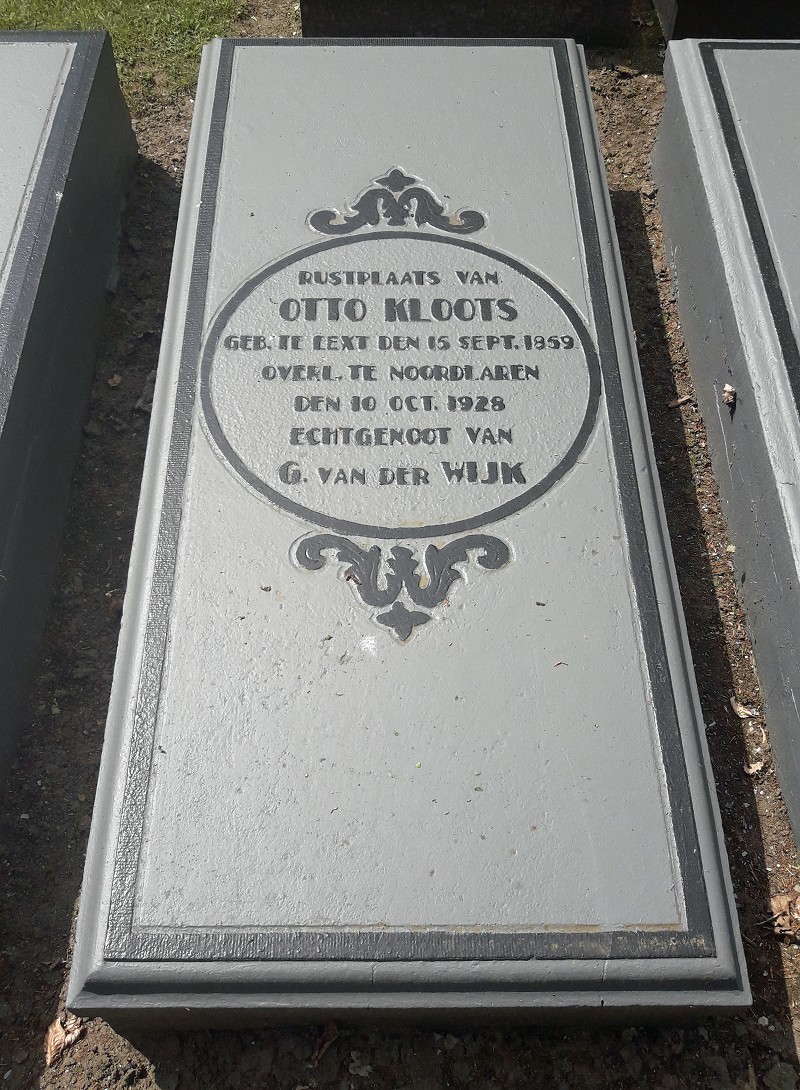 RUSTPLAATS VAN
OTTO KLOOTS
GEB. TE EEXT DEN 15 SEPT. 1859.
OVERL. TE NOORDLAREN
DEN 10 OCT. 1928
ECHTGENOOT VAN
G. VAN DER WIJK